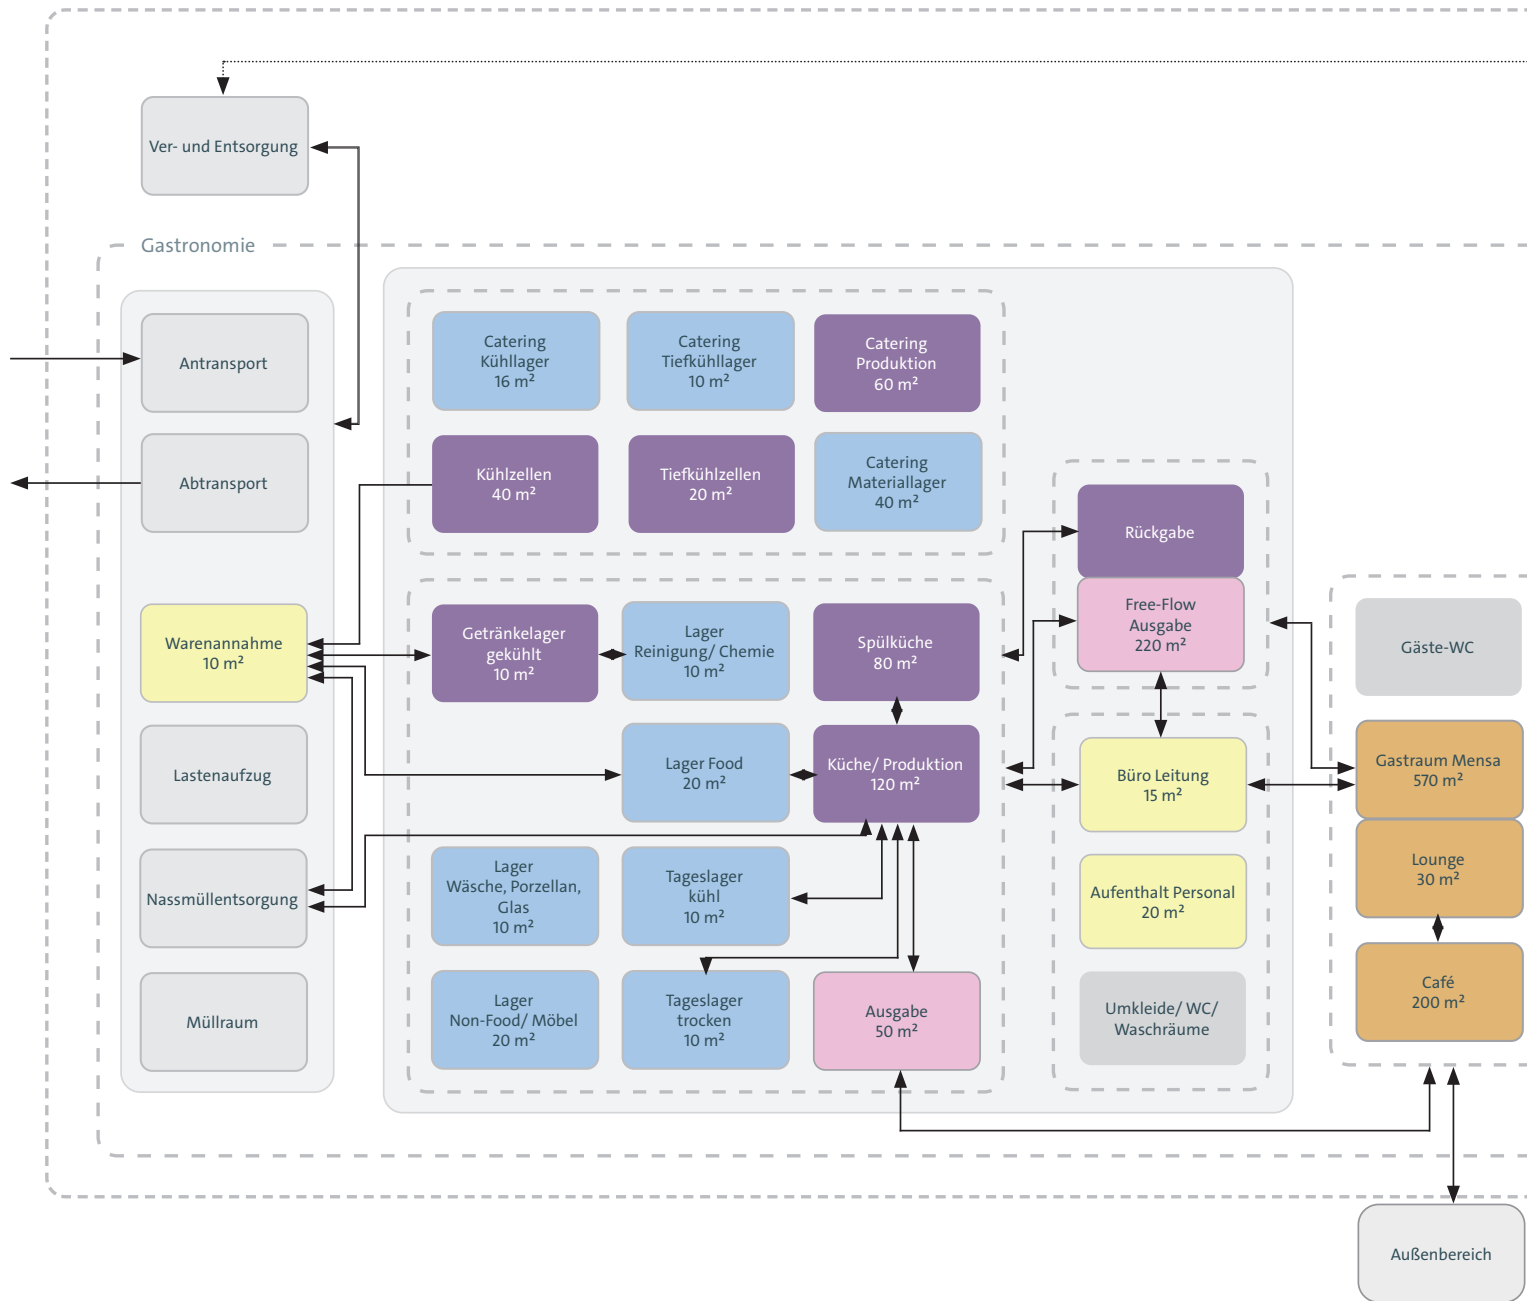 Ver- und Entsorgung
Gastronomie
Antransport
Abtransport
Warenannahme
10 m²
Lastenaufzug
Nassmüllentsorgung
Müllraum
Catering
Kühllager
16 m²
Catering
Tiefkühllager
10 m²
Catering
Produktion
60 m²
Kühlzellen
40 m²
Tiefkühlzellen
20 m²
Catering
Materiallager
40 m²
Getränkelager
gekühlt
10 m²
Lager
Reinigung/ Chemie
10 m²
Spülküche
80 m²
Lager Food
20 m²
Küche/ Produktion
120 m²
Lager
Wäsche, Porzellan,
Glas
10 m²
Tageslager
kühl
10 m²
Lager
Non-Food/ Möbel
20 m²
Tageslager
trocken
10 m²
Ausgabe
50 m²
Rückgabe
Free-Flow
Ausgabe
220 m²
Büro Leitung
15 m²
Aufenthalt Personal
20 m²
Umkleide/ WC/
Waschräume
Gäste-WC
Gastraum Mensa
570 m²
Lounge
30 m²
Café
200 m²
Außenbereich